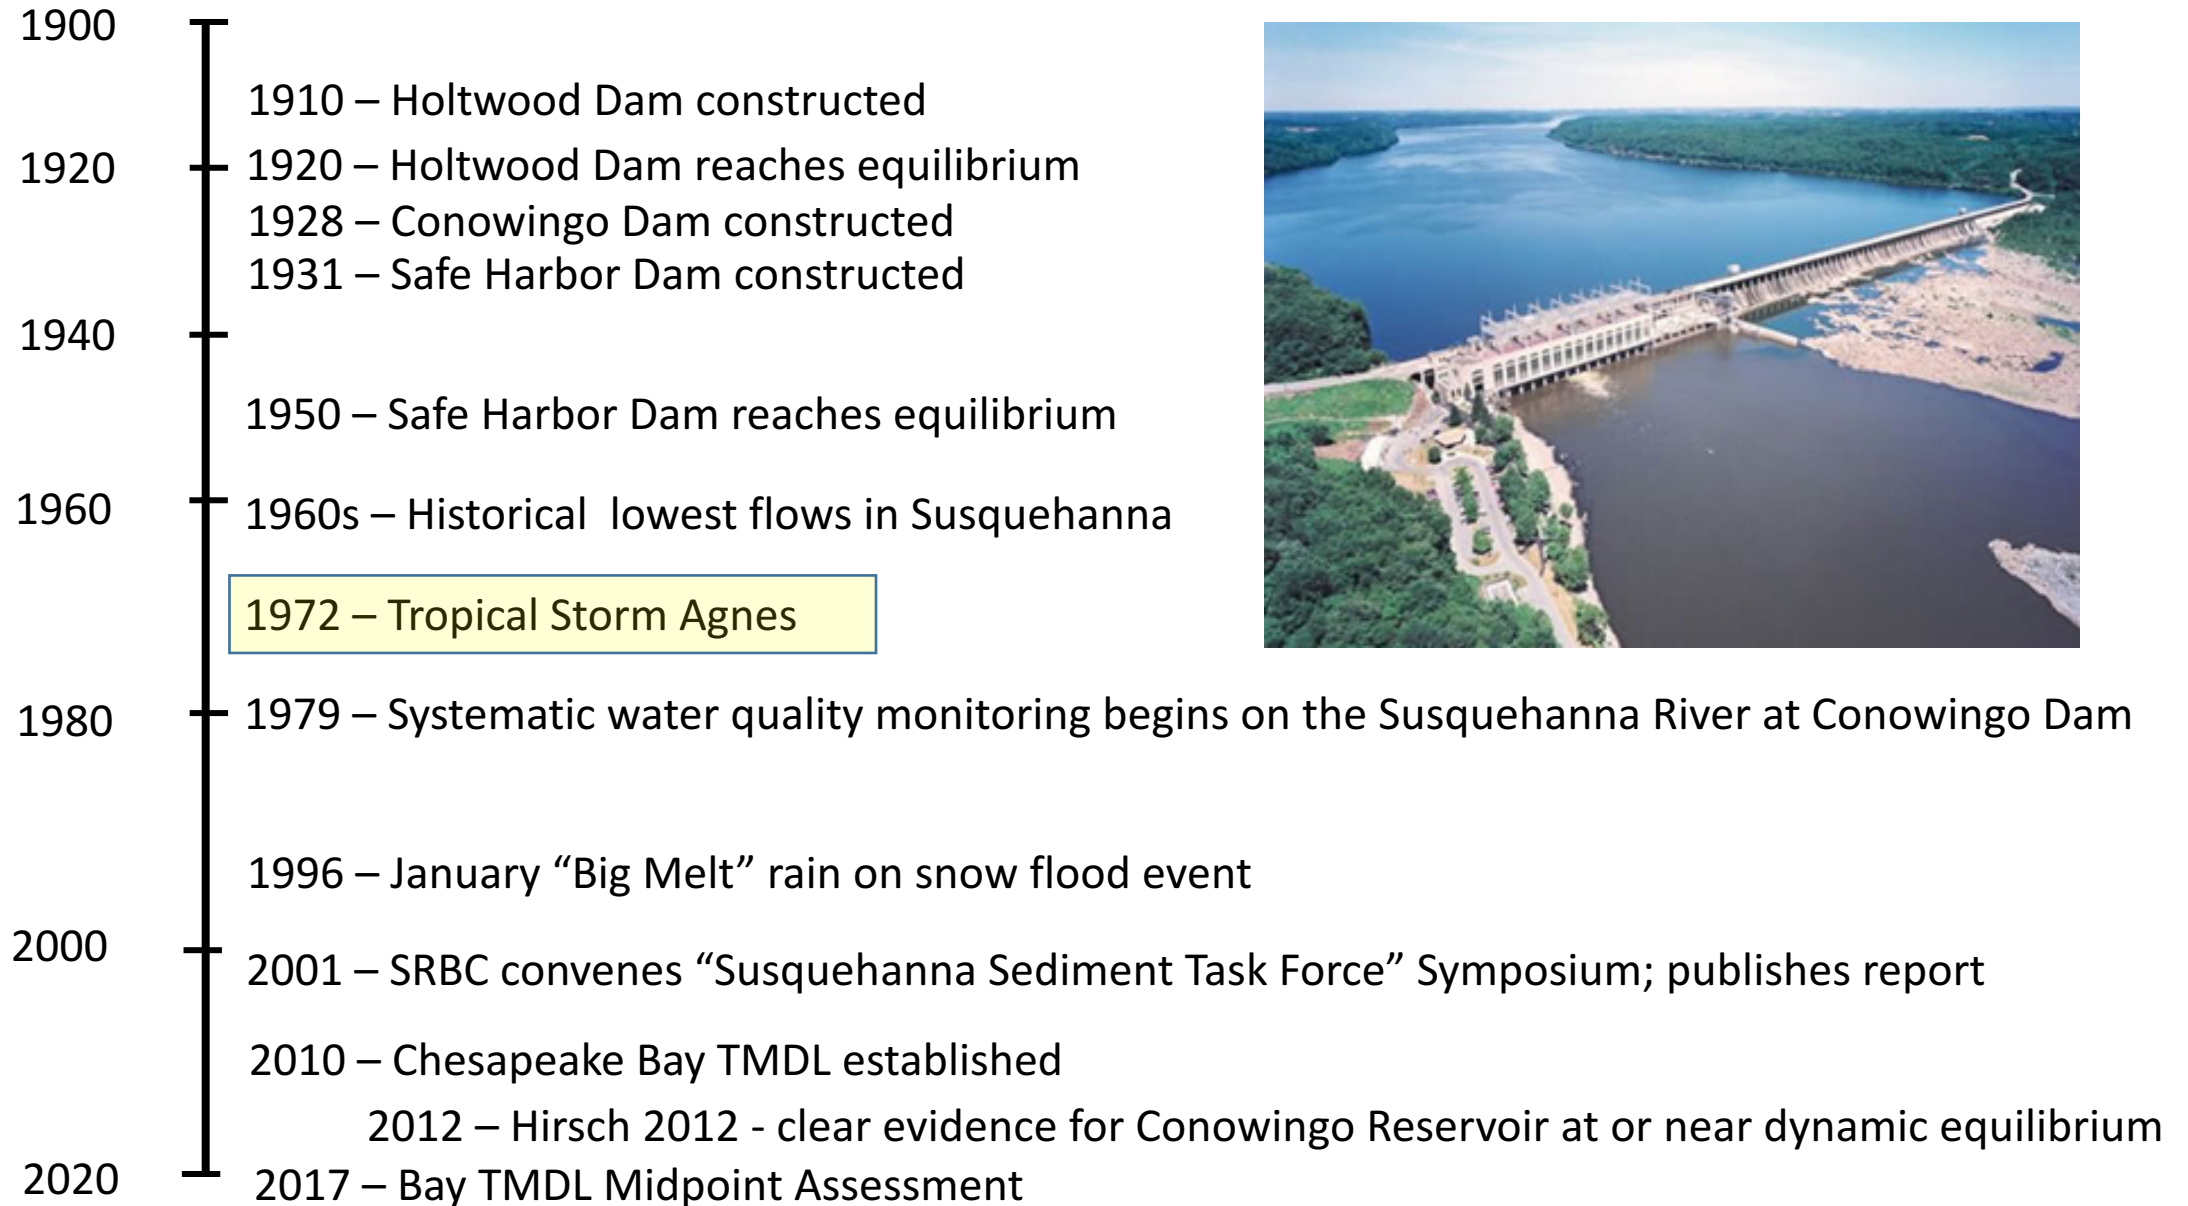 1900
1910 – Holtwood Dam constructed
1920
1920 – Holtwood Dam reaches equilibrium
1928 – Conowingo Dam constructed
1931 – Safe Harbor Dam constructed
1940
1950 – Safe Harbor Dam reaches equilibrium
1960
1960s – Historical  lowest flows in Susquehanna
1972 – Tropical Storm Agnes
1980
1979 – Systematic water quality monitoring begins on the Susquehanna River at Conowingo Dam
1996 – January “Big Melt” rain on snow flood event
2000
2001 – SRBC convenes “Susquehanna Sediment Task Force” Symposium; publishes report
2010 – Chesapeake Bay TMDL established
2012 – Hirsch 2012 - clear evidence for Conowingo Reservoir at or near dynamic equilibrium
2020
2017 – Bay TMDL Midpoint Assessment